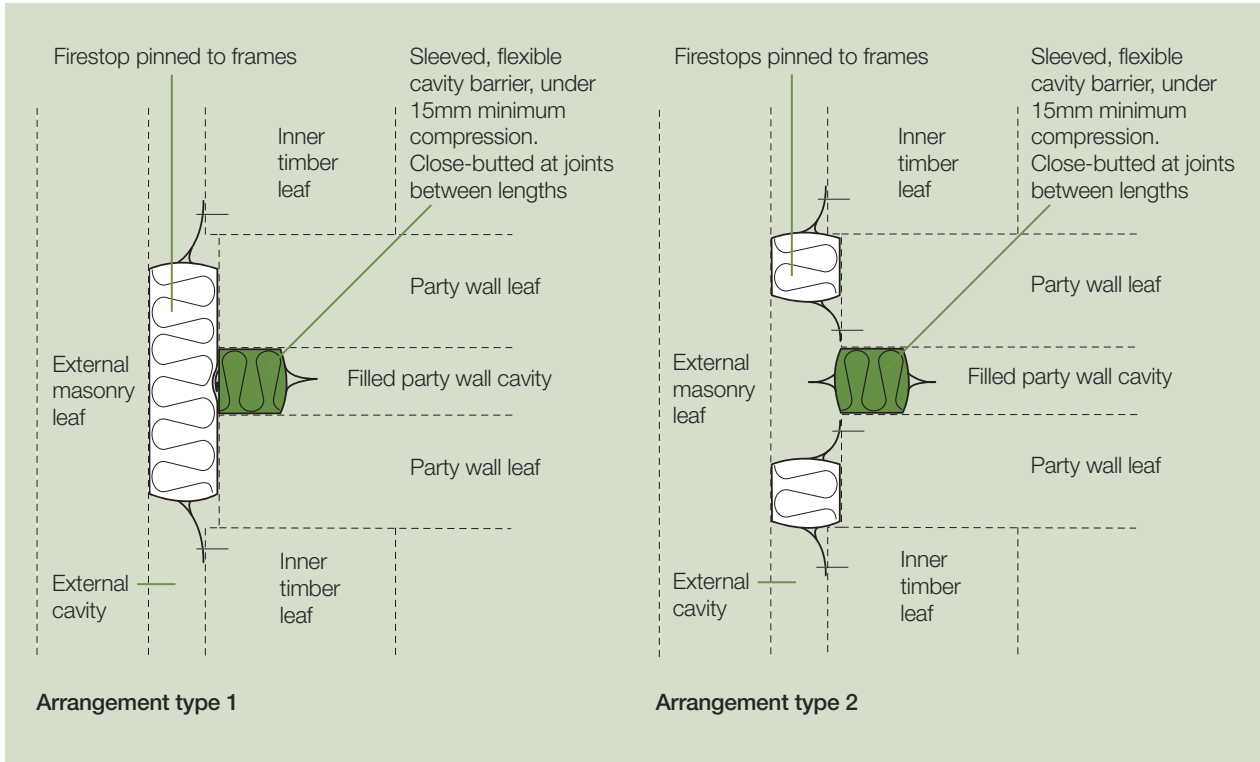 Firestop pinned to frames
Sleeved, flexible
cavity barrier, under
15mm minimum
compression.
Close-butted at joints
between lengths
Inner
timber
leaf
Party wall leaf
External
masonry
leaf
Filled party wall cavity
Party wall leaf
External
cavity
Inner
timber
leaf
Arrangement type 1
Firestops pinned to frames
Sleeved, flexible
cavity barrier, under
15mm minimum
compression.
Close-butted at joints
between lengths
Inner
timber
leaf
Party wall leaf
External
masonry
leaf
Filled party wall cavity
Party wall leaf
External
cavity
Inner
timber
leaf
Arrangement type 2